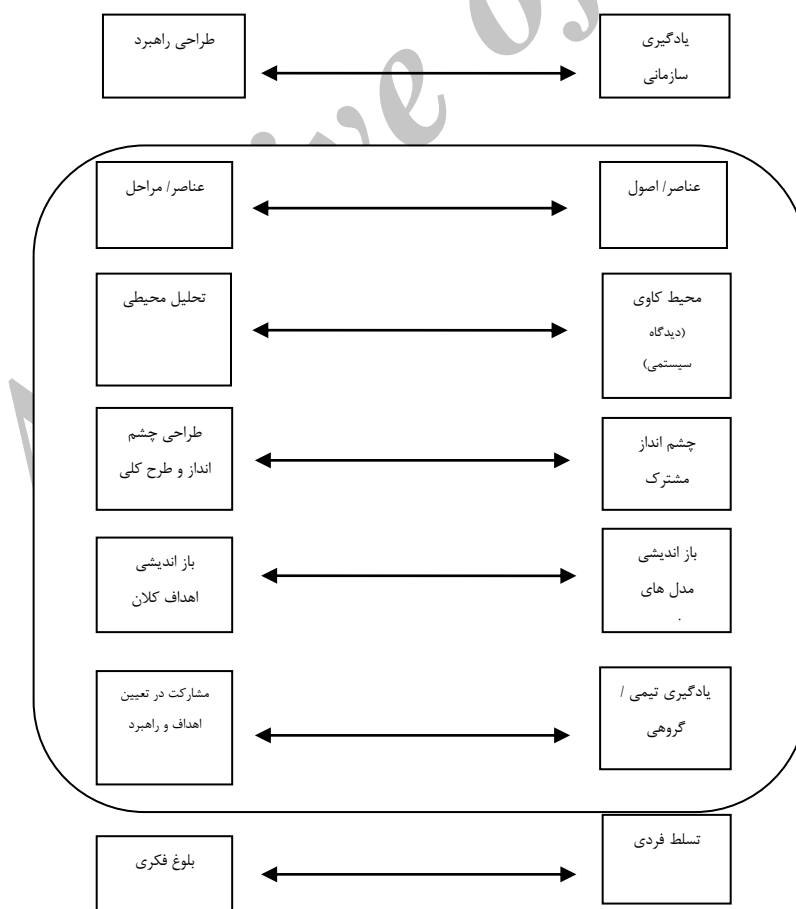 یادگیری
سازمانی
طراحی راهبرد
عناصر/ اصول
عناصر/ مراحل
محیط کاوی
(دیدگاه
سیستمی)
تحلیل محیطی
چشم انداز
مشترک
طراحی چشم
انداز و طرح کلی
باز اندیشی
مدل های
باز اندیشی
اهداف کلان
یادگیری تیمی /
گروهی
مشارکت در تعیین
اهداف و راهبرد
تسلط فردی
بلوغ فکری